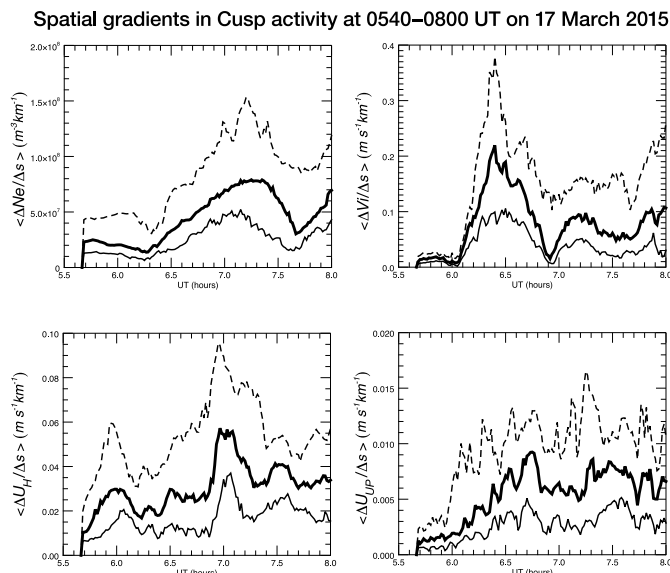 Spatial gradients in Cusp activity at 0540–0800 UT on 17 March 2015
<ΔNe/Δs> (m⁻³km⁻¹)
2.0×10⁸
1.5×10⁸
1.0×10⁸
5.0×10⁷
0
5.5 6.0 6.5 7.0 7.5 8.0
UT (hours)
<ΔVi/Δs> (m s⁻¹km⁻¹)
0.4
0.3
0.2
0.1
0.0
5.5 6.0 6.5 7.0 7.5 8.0
UT (hours)
<ΔU_H/Δs> (m s⁻¹km⁻¹)
0.10
0.08
0.06
0.04
0.02
0.00
5.5 6.0 6.5 7.0 7.5 8.0
UT (hours)
<ΔU_UP/Δs> (m s⁻¹km⁻¹)
0.020
0.015
0.010
0.005
0.000
5.5 6.0 6.5 7.0 7.5 8.0
UT (hours)